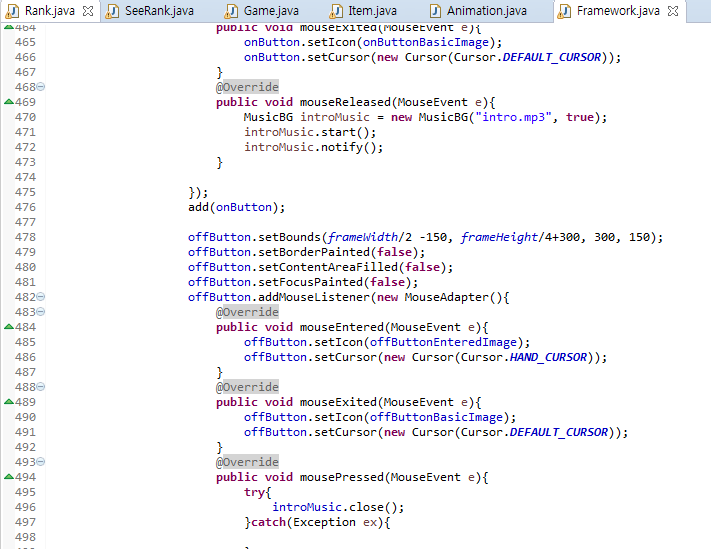 Rank.java SeeRank.java Game.java Item.java Animation.java Framework.java
464 public void mouseExited(MouseEvent e){
465 onButton.setIcon(onButtonBasicImage);
466 onButton.setCursor(new Cursor(Cursor.DEFAULT_CURSOR));
467 }
468 @Override
469 public void mouseReleased(MouseEvent e){
470 MusicBG introMusic = new MusicBG("intro.mp3", true);
471 introMusic.start();
472 introMusic.notify();
473 }
474
475 });
476 add(onButton);
477
478 offButton.setBounds(frameWidth/2 -150, frameHeight/4+300, 300, 150);
479 offButton.setBorderPainted(false);
480 offButton.setContentAreaFilled(false);
481 offButton.setFocusPainted(false);
482 offButton.addMouseListener(new MouseAdapter(){
483 @Override
484 public void mouseEntered(MouseEvent e){
485 offButton.setIcon(offButtonEnteredImage);
486 offButton.setCursor(new Cursor(Cursor.HAND_CURSOR));
487 }
488 @Override
489 public void mouseExited(MouseEvent e){
490 offButton.setIcon(offButtonBasicImage);
491 offButton.setCursor(new Cursor(Cursor.DEFAULT_CURSOR));
492 }
493 @Override
494 public void mousePressed(MouseEvent e){
495 try{
496 introMusic.close();
497 }catch(Exception ex){
498